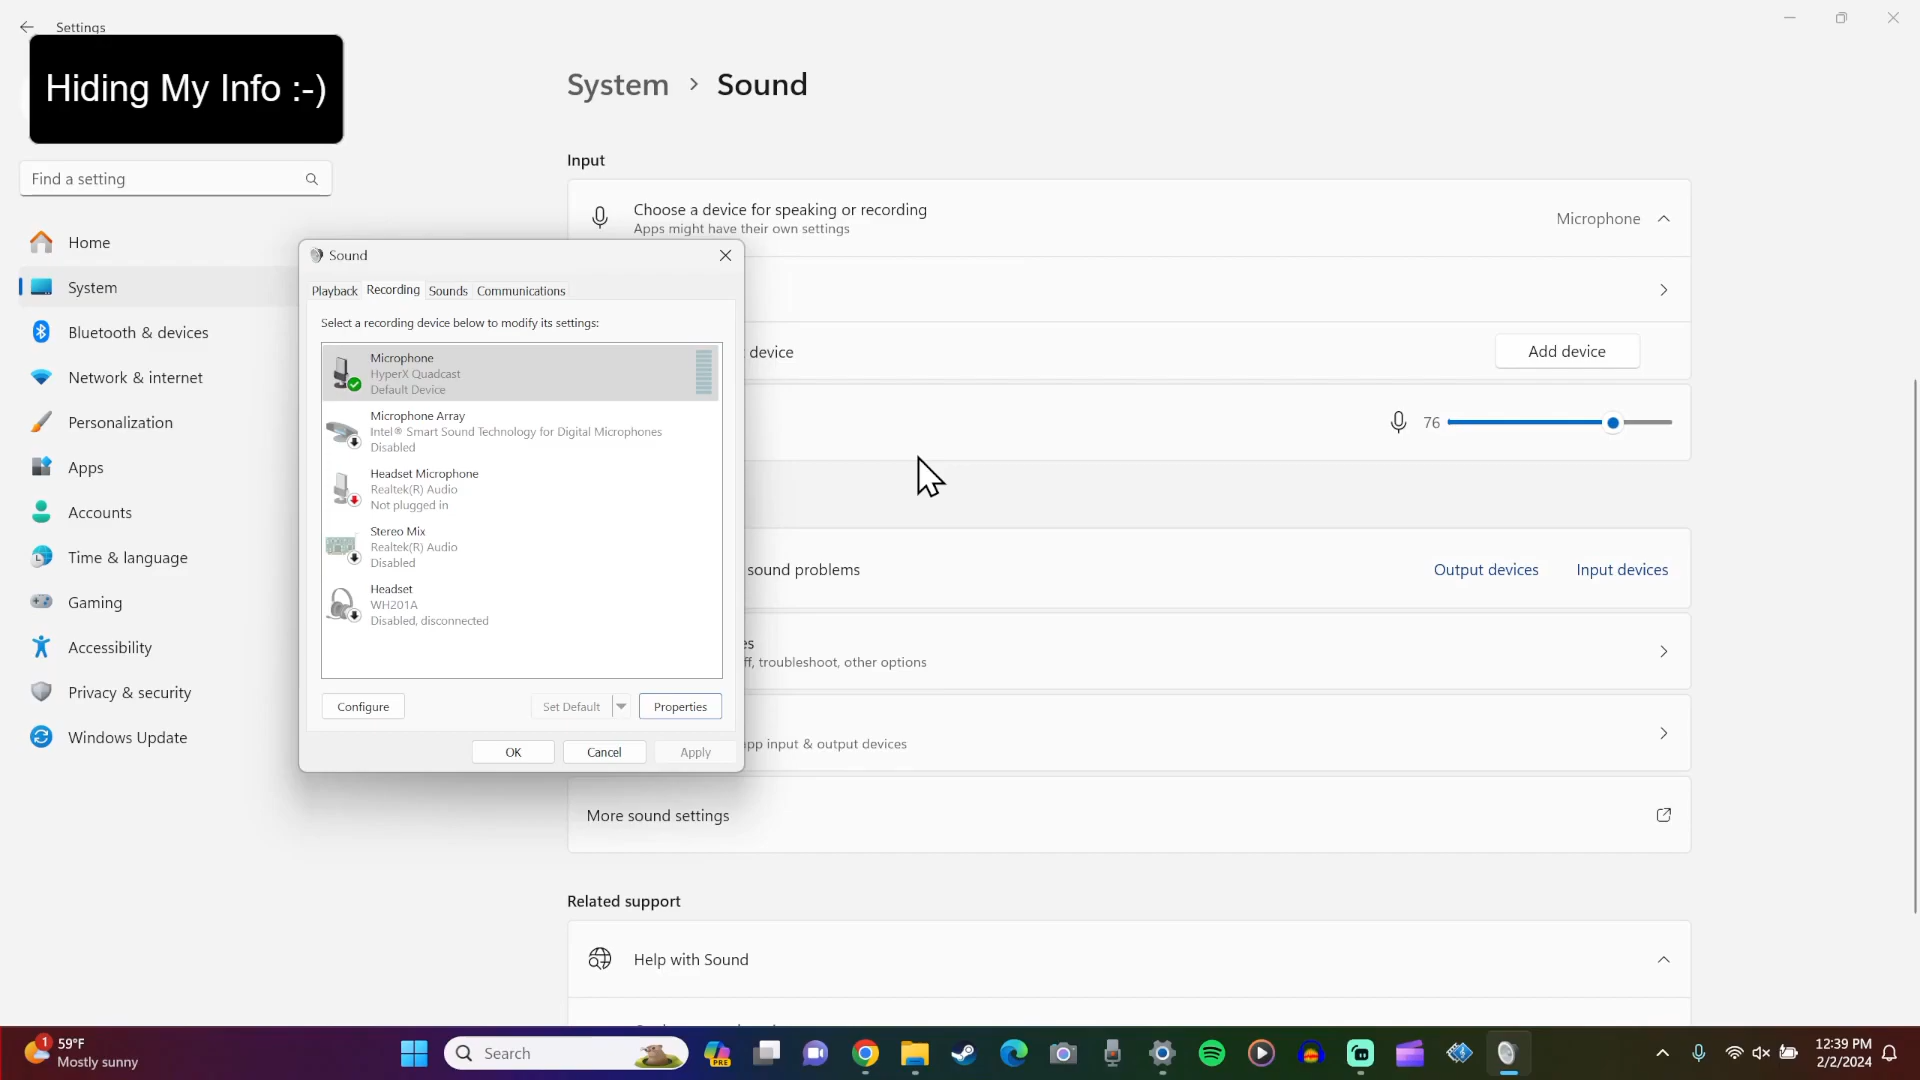 Settings
Hiding My Info :-)
Find a setting
Home
System
Bluetooth & devices
Network & internet
Personalization
Apps
Accounts
Time & language
Gaming
Accessibility
Privacy & security
Windows Update
System > Sound
Input
Choose a device for speaking or recording
Apps might have their own settings
Microphone
device
Add device
76
sound problems
Output devices
Input devices
es
ff, troubleshoot, other options
app input & output devices
More sound settings
Related support
Help with Sound
Sound
Playback Recording Sounds Communications
Select a recording device below to modify its settings:
Microphone
HyperX Quadcast
Default Device
Microphone Array
Intel® Smart Sound Technology for Digital Microphones
Disabled
Headset Microphone
Realtek(R) Audio
Not plugged in
Stereo Mix
Realtek(R) Audio
Disabled
Headset
WH201A
Disabled, disconnected
Configure
Set Default
Properties
OK
Cancel
Apply
1
59°F
Mostly sunny
Search
PRE
12:39 PM
2/2/2024